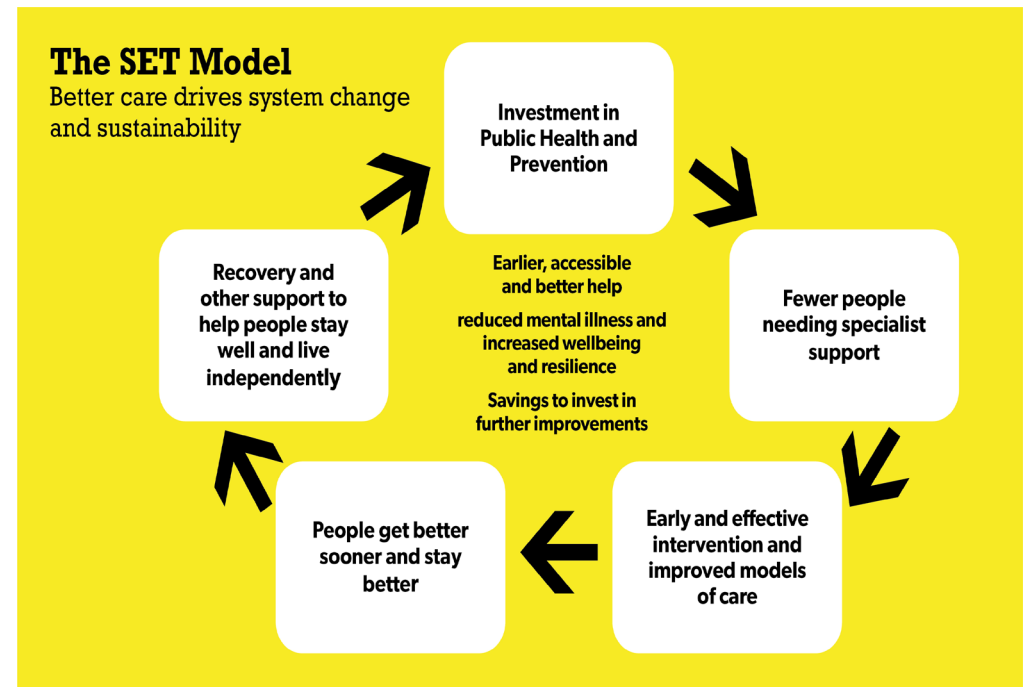 The SET Model
Better care drives system change
and sustainability
Investment in
Public Health and
Prevention
Fewer people
needing specialist
support
Early and effective
intervention and
improved models
of care
People get better
sooner and stay
better
Recovery and
other support to
help people stay
well and live
independently
Earlier, accessible
and better help
reduced mental illness and
increased wellbeing
and resilience
Savings to invest in
further improvements